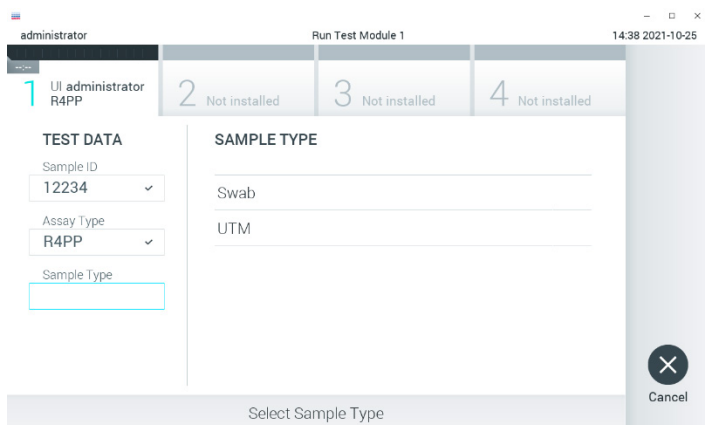 administrator
Run Test Module 1
14:38 2021-10-25
--:--
1 UI administrator
R4PP
2 Not installed
3 Not installed
4 Not installed
TEST DATA
Sample ID
12234
Assay Type
R4PP
Sample Type
SAMPLE TYPE
Swab
UTM
Cancel
Select Sample Type